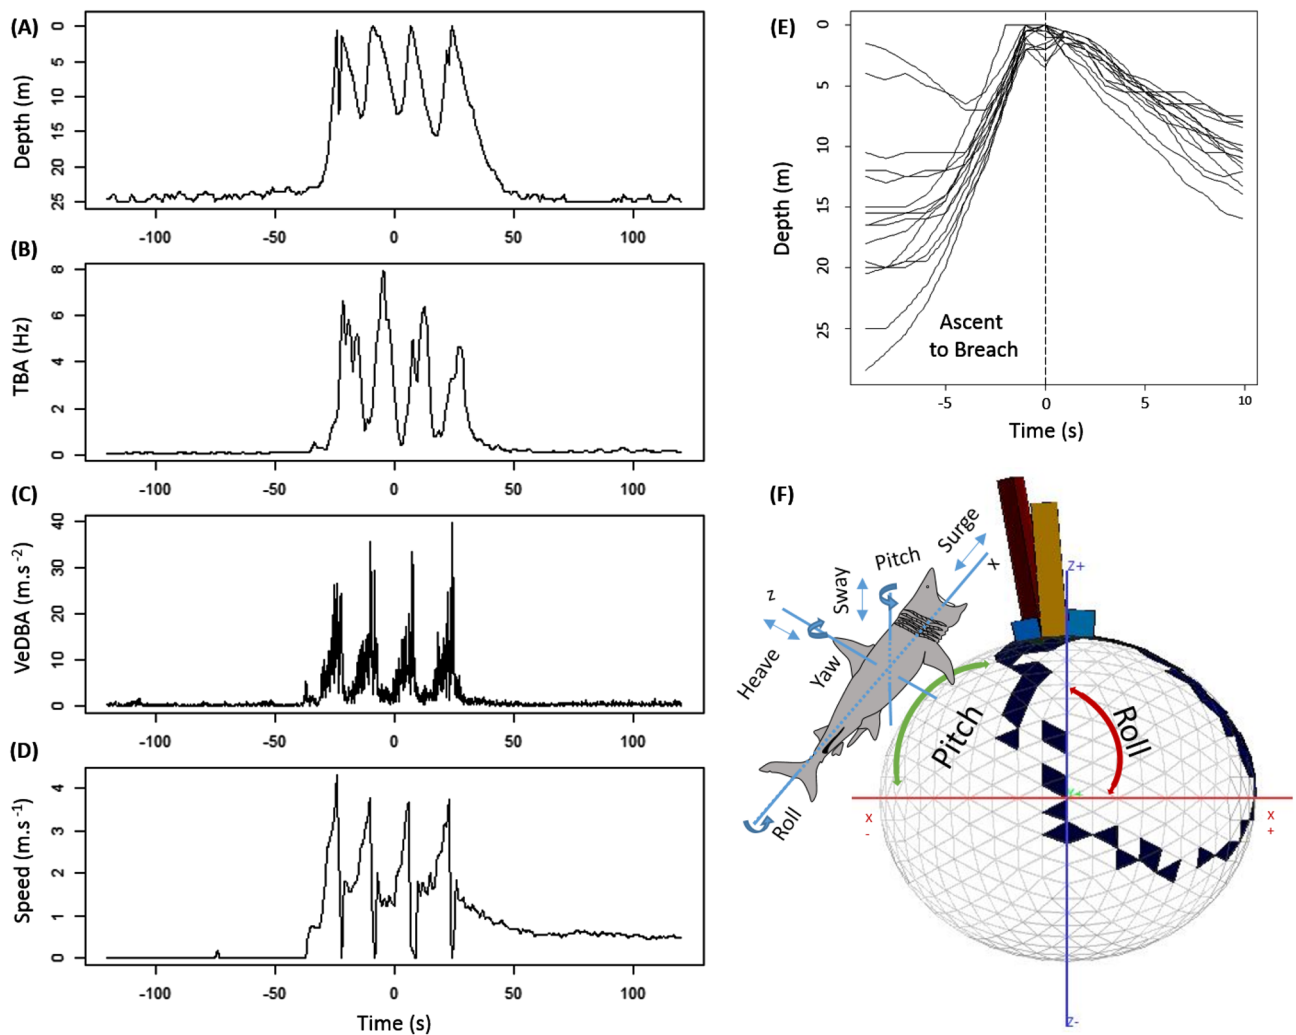 (A)
Depth (m)
0
5
10
15
20
25
-100
-50
0
50
100
(B)
TBA (Hz)
8
6
4
2
0
-100
-50
0
50
100
(C)
VeDBA (m.s⁻²)
40
30
20
10
0
-100
-50
0
50
100
(D)
Speed (m.s⁻¹)
4
3
2
1
0
-100
-50
0
50
100
Time (s)
(E)
Depth (m)
0
5
10
15
20
25
Ascent
to Breach
-5
0
5
10
Time (s)
(F)
Surge
x
Pitch
Sway
z
Heave
Yaw
Roll
Pitch
Roll
Z+
Y+
X
-
X
+
Z-